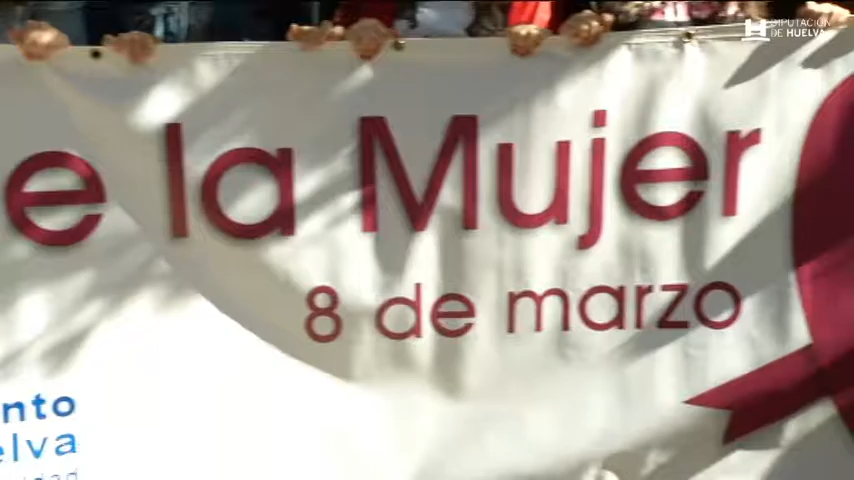 DIPUTACIÓN
DE HUELVA
e la Mujer
8 de marzo
nto
elva